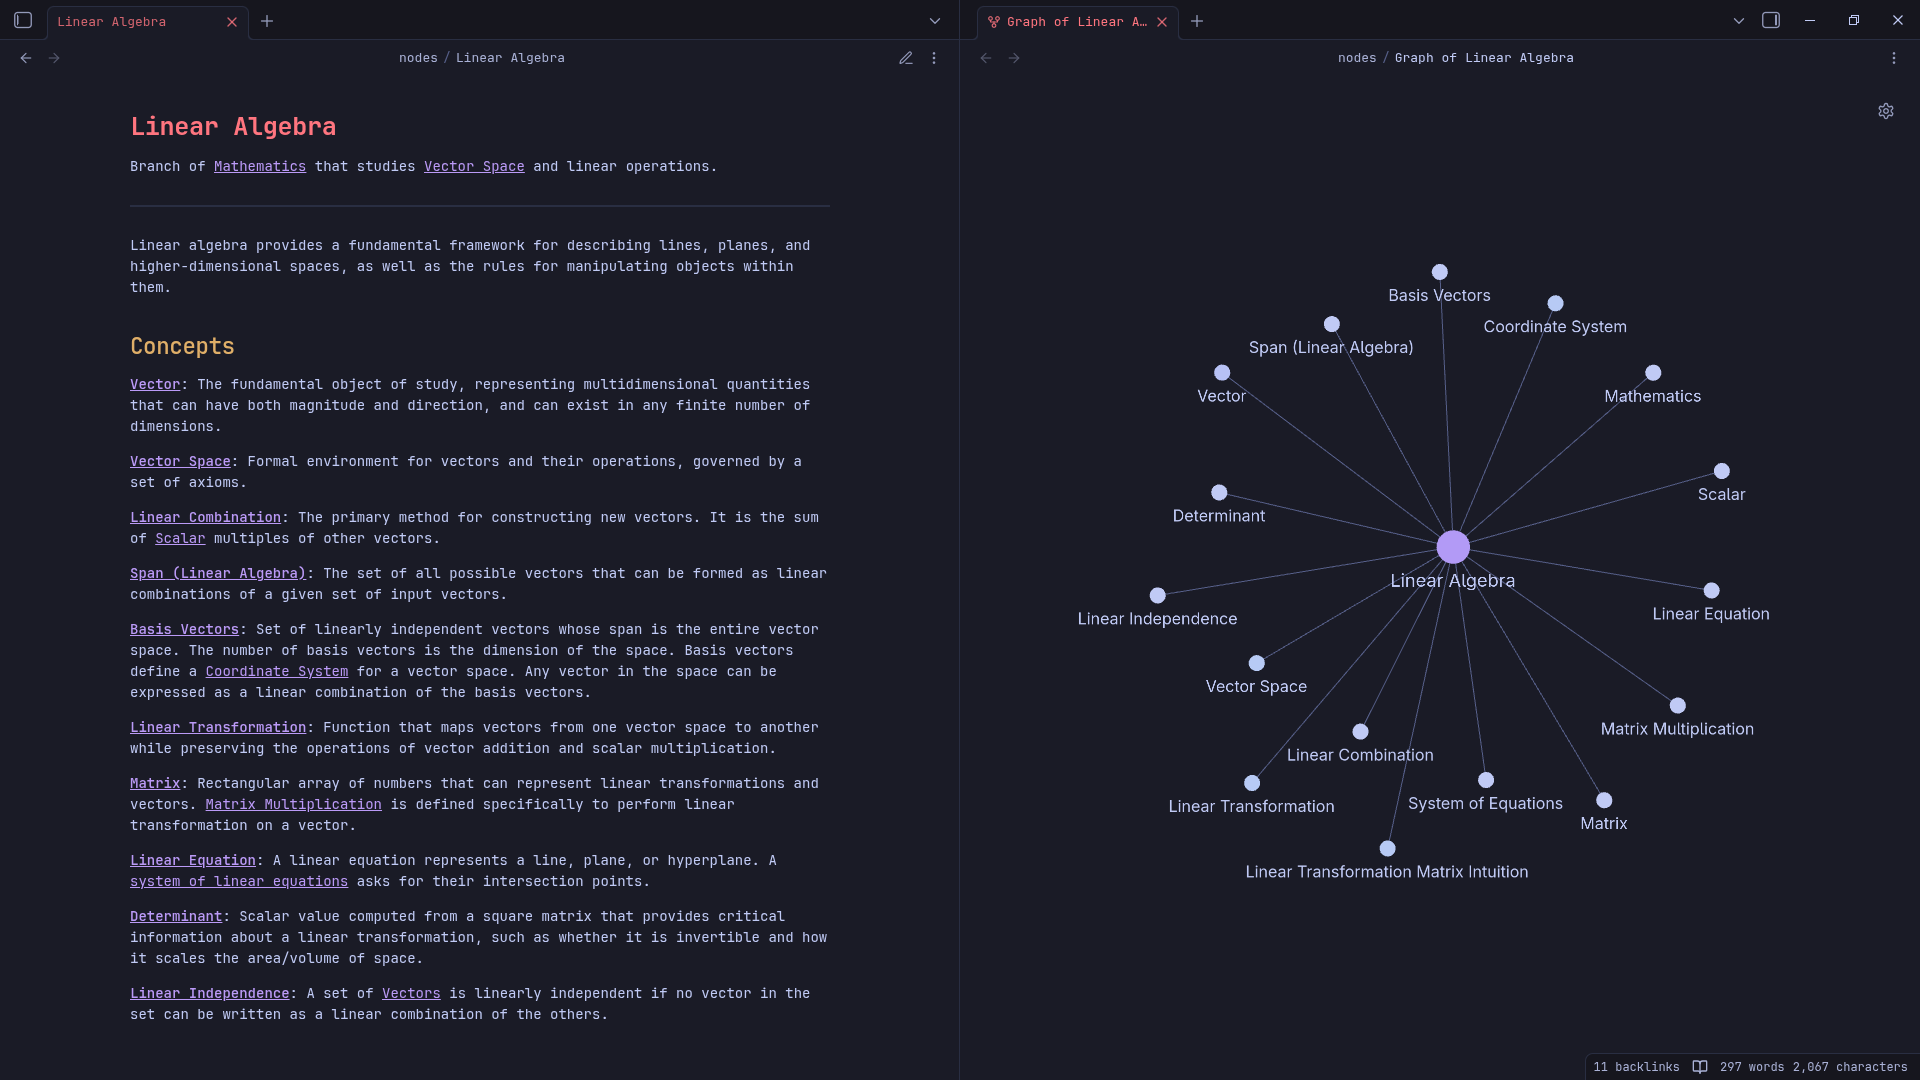 Linear Algebra
nodes / Linear Algebra
Linear Algebra
Branch of Mathematics that studies Vector Space and linear operations.
Linear algebra provides a fundamental framework for describing lines, planes, and
higher-dimensional spaces, as well as the rules for manipulating objects within
them.
Concepts
Vector: The fundamental object of study, representing multidimensional quantities
that can have both magnitude and direction, and can exist in any finite number of
dimensions.
Vector Space: Formal environment for vectors and their operations, governed by a
set of axioms.
Linear Combination: The primary method for constructing new vectors. It is the sum
of Scalar multiples of other vectors.
Span (Linear Algebra): The set of all possible vectors that can be formed as linear
combinations of a given set of input vectors.
Basis Vectors: Set of linearly independent vectors whose span is the entire vector
space. The number of basis vectors is the dimension of the space. Basis vectors
define a Coordinate System for a vector space. Any vector in the space can be
expressed as a linear combination of the basis vectors.
Linear Transformation: Function that maps vectors from one vector space to another
while preserving the operations of vector addition and scalar multiplication.
Matrix: Rectangular array of numbers that can represent linear transformations and
vectors. Matrix Multiplication is defined specifically to perform linear
transformation on a vector.
Linear Equation: A linear equation represents a line, plane, or hyperplane. A
system of linear equations asks for their intersection points.
Determinant: Scalar value computed from a square matrix that provides critical
information about a linear transformation, such as whether it is invertible and how
it scales the area/volume of space.
Linear Independence: A set of Vectors is linearly independent if no vector in the
set can be written as a linear combination of the others.
Graph of Linear A…
nodes / Graph of Linear Algebra
Basis Vectors
Coordinate System
Span (Linear Algebra)
Vector
Mathematics
Scalar
Determinant
Linear Algebra
Linear Equation
Linear Independence
Vector Space
Matrix Multiplication
Linear Combination
Linear Transformation
System of Equations
Matrix
Linear Transformation Matrix Intuition
11 backlinks 297 words 2,067 characters